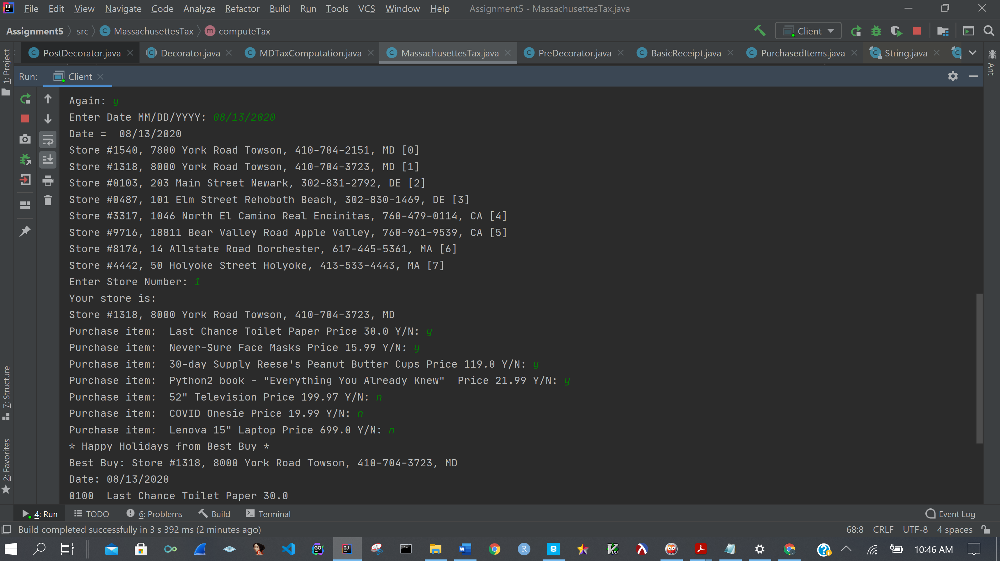 File Edit View Navigate Code Analyze Refactor Build Run Tools VCS Window Help Assignment5 - MassachusettesTax.java
Assignment5 src MassachusettesTax computeTax Client
PostDecorator.java Decorator.java MDTaxComputation.java MassachusettesTax.java PreDecorator.java BasicReceipt.java PurchasedItems.java String.java
1: Project
Ant
Run: Client
Again: y
Enter Date MM/DD/YYYY: 08/13/2020
Date =  08/13/2020
Store #1540, 7800 York Road Towson, 410-704-2151, MD [0]
Store #1318, 8000 York Road Towson, 410-704-3723, MD [1]
Store #0103, 203 Main Street Newark, 302-831-2792, DE [2]
Store #0487, 101 Elm Street Rehoboth Beach, 302-830-1469, DE [3]
Store #3317, 1046 North El Camino Real Encinitas, 760-479-0114, CA [4]
Store #9716, 18811 Bear Valley Road Apple Valley, 760-961-9539, CA [5]
Store #8176, 14 Allstate Road Dorchester, 617-445-5361, MA [6]
Store #4442, 50 Holyoke Street Holyoke, 413-533-4443, MA [7]
Enter Store Number: 1
Your store is:
Store #1318, 8000 York Road Towson, 410-704-3723, MD
Purchase item:  Last Chance Toilet Paper Price 30.0 Y/N: y
Purchase item:  Never-Sure Face Masks Price 15.99 Y/N: y
Purchase item:  30-day Supply Reese's Peanut Butter Cups Price 119.0 Y/N: y
Purchase item:  Python2 book - "Everything You Already Knew"  Price 21.99 Y/N: y
Purchase item:  52" Television Price 199.97 Y/N: n
Purchase item:  COVID Onesie Price 19.99 Y/N: n
Purchase item:  Lenova 15" Laptop Price 699.0 Y/N: n
* Happy Holidays from Best Buy *
Best Buy: Store #1318, 8000 York Road Towson, 410-704-3723, MD
Date: 08/13/2020
0100  Last Chance Toilet Paper 30.0
7: Structure
2: Favorites
4: Run TODO 6: Problems Build Terminal Event Log
Build completed successfully in 3 s 392 ms (2 minutes ago) 68:8 CRLF UTF-8 4 spaces
10:46 AM